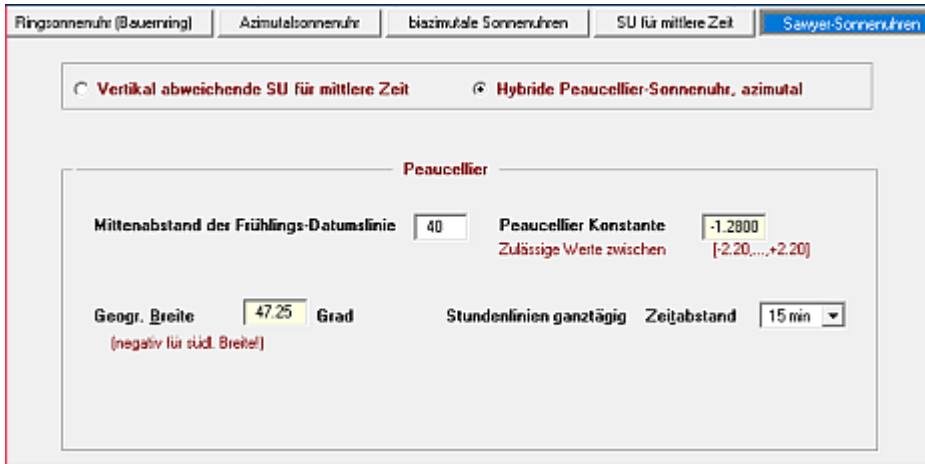 Ringsonnenuhr (Bauernring) Azimutalsonnenuhr biazimutale Sonnenuhren SU für mittlere Zeit Sawyer-Sonnenuhren
Vertikal abweichende SU für mittlere Zeit Hybride Peaucellier-Sonnenuhr, azimutal
Peaucellier
Mittenabstand der Frühlings-Datumslinie 40 Peaucellier Konstante -1.2800
Zulässige Werte zwischen [-2.20,...,+2.20]
Geogr. Breite 47.25 Grad Stundenlinien ganztägig Zeitabstand 15 min
(negativ für südl. Breite!)